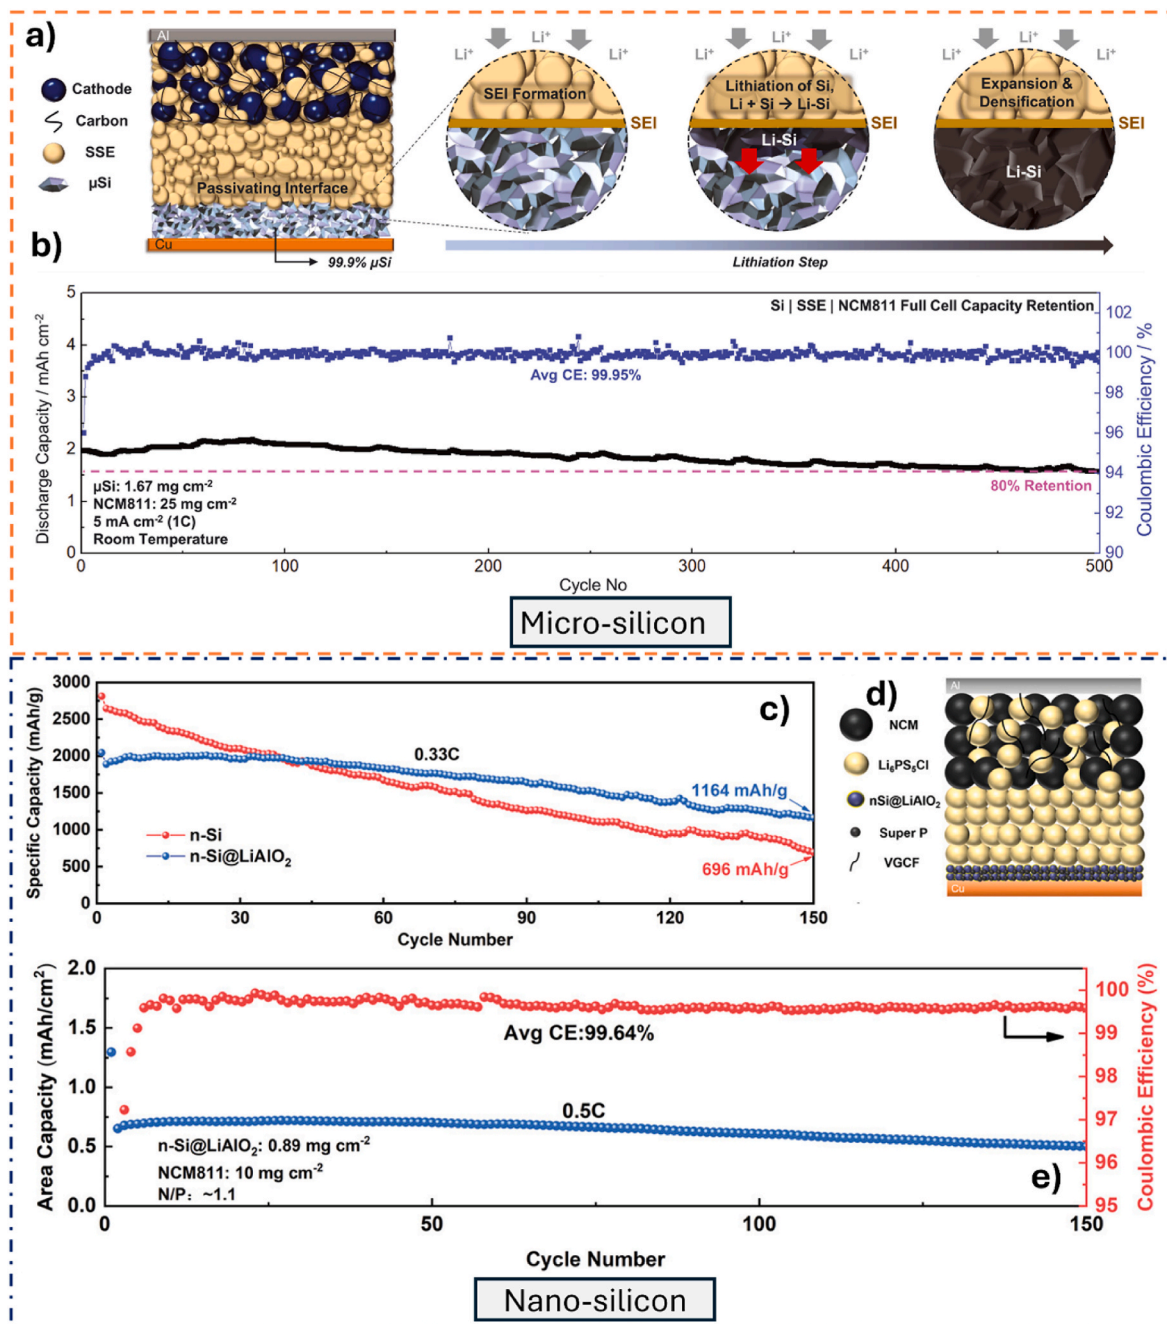 a)
Al
Cathode
Carbon
SSE
μSi
Passivating Interface
Cu
99.9% μSi
Li⁺ Li⁺ Li⁺
SEI Formation
SEI
Li⁺ Li⁺ Li⁺
Lithiation of Si,
Li + Si → Li-Si
Li-Si
SEI
Li⁺ Li⁺ Li⁺
Expansion &
Densification
SEI
Li-Si
Lithiation Step
b)
Si | SSE | NCM811 Full Cell Capacity Retention
Avg CE: 99.95%
80% Retention
μSi: 1.67 mg cm⁻²
NCM811: 25 mg cm⁻²
5 mA cm⁻² (1C)
Room Temperature
Discharge Capacity / mAh cm⁻²
5
4
3
2
1
0
Coulombic Efficiency / %
102
100
98
96
94
92
90
0 100 200 300 400 500
Cycle No
Micro-silicon
c)
Specific Capacity (mAh/g)
3000
2500
2000
1500
1000
500
0
0.33C
1164 mAh/g
n-Si
n-Si@LiAlO₂
696 mAh/g
0 30 60 90 120 150
Cycle Number
d)
Al
NCM
Li₆PS₅Cl
nSi@LiAlO₂
Super P
VGCF
Cu
Area Capacity (mAh/cm²)
2.0
1.5
1.0
0.5
0.0
Avg CE:99.64%
0.5C
n-Si@LiAlO₂: 0.89 mg cm⁻²
NCM811: 10 mg cm⁻²
N/P: ~1.1
e)
100
99
98
97
96
95
Coulombic Efficiency (%)
0 50 100 150
Cycle Number
Nano-silicon